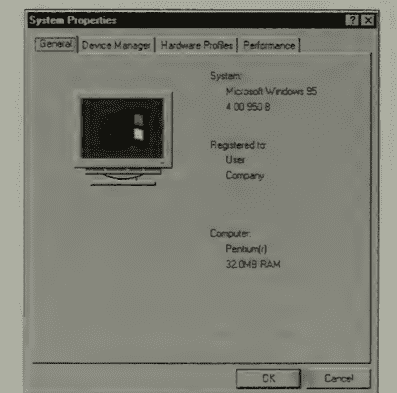 System Properties
General Device Manager Hardware Profiles Performance
System:
Microsoft Windows 95
4.00.950 B
Registered to:
User
Company
Computer:
Pentium(r)
32.0MB RAM
OK Cancel